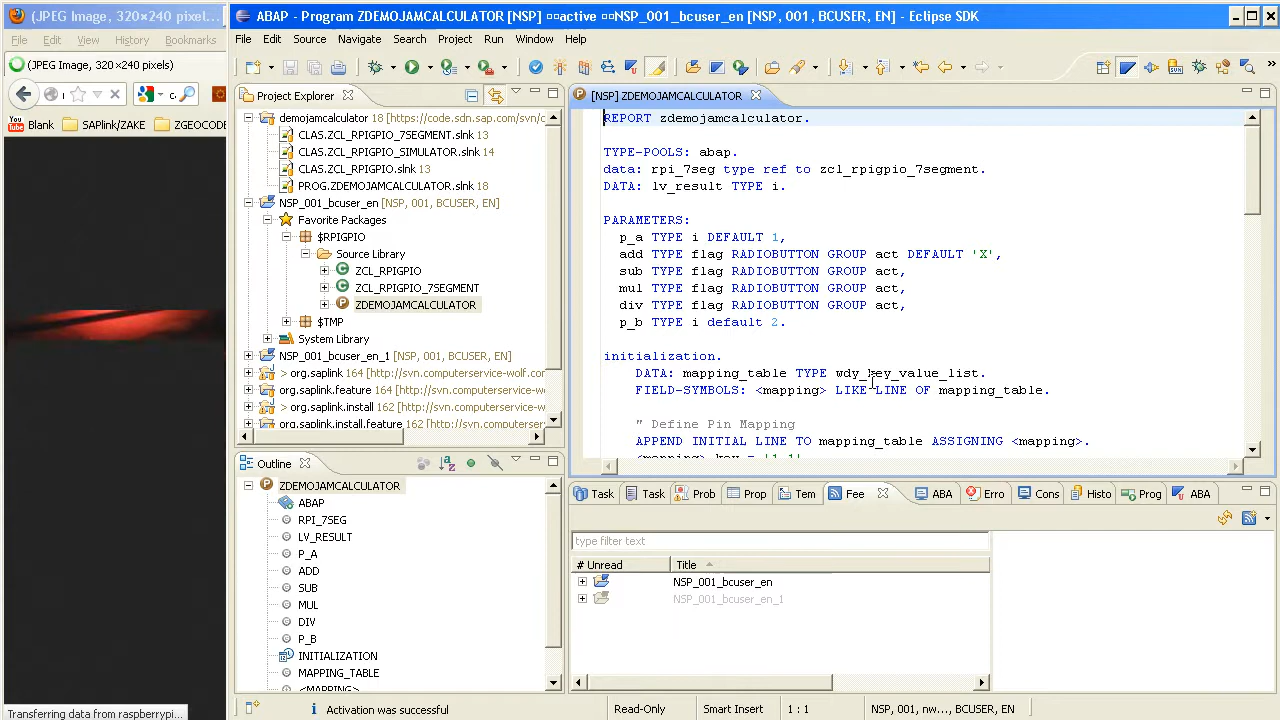 (JPEG Image, 320×240 pixel...
File Edit View History Bookmarks
(JPEG Image, 320×240 pixels)
Blank SAPlink/ZAKE ZGEOCODE
Transferring data from raspberrypi...
ABAP - Program ZDEMOJAMCALCULATOR [NSP] active NSP_001_bcuser_en [NSP, 001, BCUSER, EN] - Eclipse SDK
File Edit Source Navigate Search Project Run Window Help
Project Explorer
demojamcalculator 18 [https://code.sdn.sap.com/svn/c
CLAS.ZCL_RPIGPIO_7SEGMENT.slnk 13
CLAS.ZCL_RPIGPIO_SIMULATOR.slnk 14
CLAS.ZCL_RPIGPIO.slnk 13
PROG.ZDEMOJAMCALCULATOR.slnk 18
NSP_001_bcuser_en [NSP, 001, BCUSER, EN]
Favorite Packages
$RPIGPIO
Source Library
ZCL_RPIGPIO
ZCL_RPIGPIO_7SEGMENT
ZDEMOJAMCALCULATOR
$TMP
System Library
NSP_001_bcuser_en_1 [NSP, 001, BCUSER, EN]
> org.saplink 164 [http://svn.computerservice-wolf.com
> org.saplink.feature 164 [http://svn.computerservice-
> org.saplink.install 162 [http://svn.computerservice-w
org.saplink.install.feature 162 [http://svn.computerse
Outline
ZDEMOJAMCALCULATOR
ABAP
RPI_7SEG
LV_RESULT
P_A
ADD
SUB
MUL
DIV
P_B
INITIALIZATION
MAPPING_TABLE
<MAPPING>
[NSP] ZDEMOJAMCALCULATOR
REPORT zdemojamcalculator.
TYPE-POOLS: abap.
data: rpi_7seg type ref to zcl_rpigpio_7segment.
DATA: lv_result TYPE i.
PARAMETERS:
p_a TYPE i DEFAULT 1,
add TYPE flag RADIOBUTTON GROUP act DEFAULT 'X',
sub TYPE flag RADIOBUTTON GROUP act,
mul TYPE flag RADIOBUTTON GROUP act,
div TYPE flag RADIOBUTTON GROUP act,
p_b TYPE i default 2.
initialization.
DATA: mapping_table TYPE wdy_key_value_list.
FIELD-SYMBOLS: <mapping> LIKE LINE OF mapping_table.
" Define Pin Mapping
APPEND INITIAL LINE TO mapping_table ASSIGNING <mapping>.
<mapping>-key = '1_1'
Task Task Pro Prop Tem Fee ABA Erro Cons Histo Prog ABA
type filter text
# Unread Title
NSP_001_bcuser_en
NSP_001_bcuser_en_1
Activation was successful Read-Only Smart Insert 1 : 1 NSP, 001, nw..., BCUSER, EN